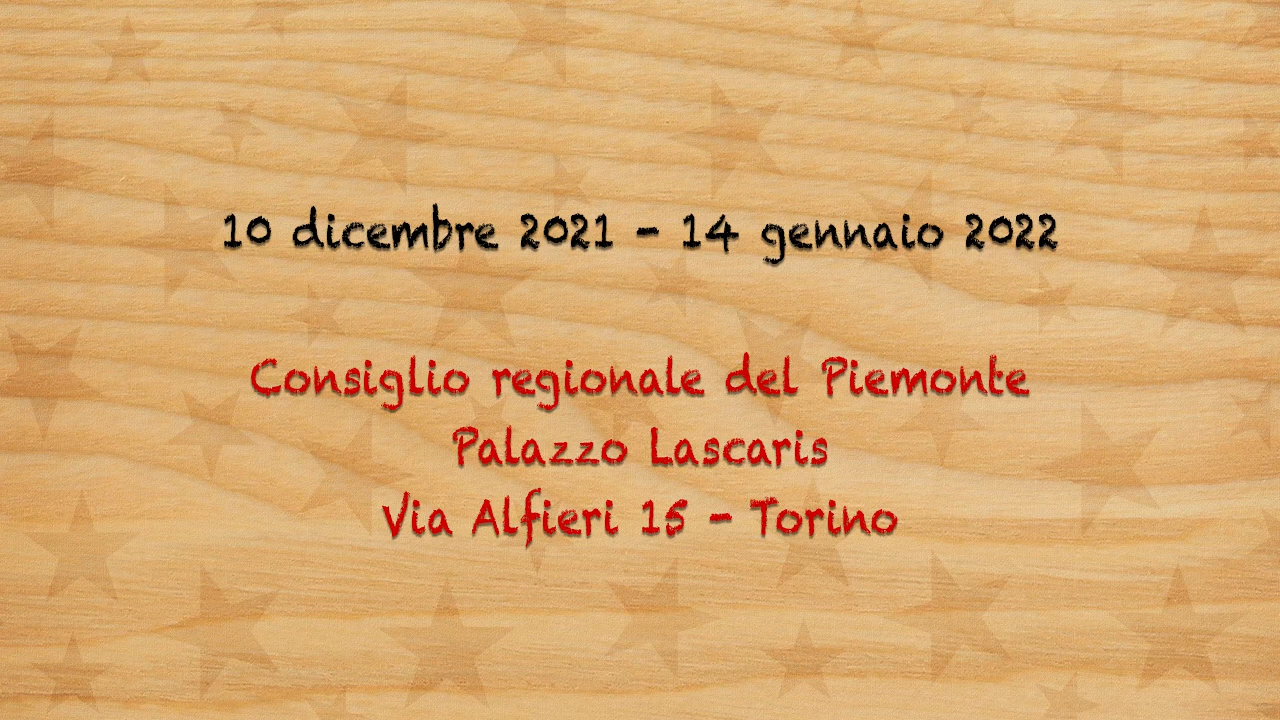 10 dicembre 2021 - 14 gennaio 2022
Consiglio regionale del Piemonte
Palazzo Lascaris
Via Alfieri 15 - Torino